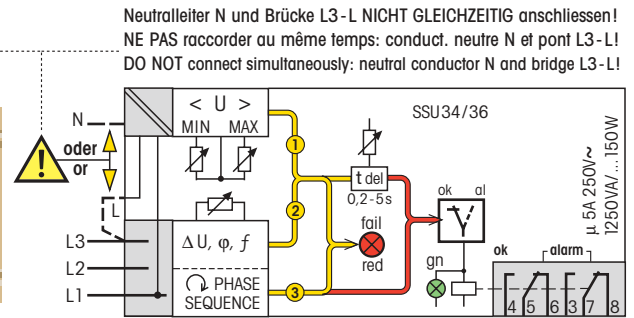 Neutralleiter N und Brücke L3-L NICHT GLEICHZEITIG anschliessen!
NE PAS raccorder au même temps: conduct. neutre N et pont L3-L!
DO NOT connect simultaneously: neutral conductor N and bridge L3-L!
N
oder
or
L
L3
L2
L1
< U >
MIN MAX
ΔU, φ, f
PHASE
SEQUENCE
1
2
3
t del
0,2-5s
fail
red
SSU34/36
ok al
gn
µ 5A 250V~
1250VA/...150W
ok alarm
4 5 6 3 7 8